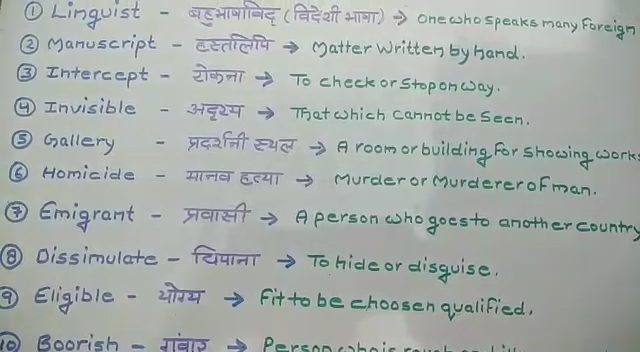 ① Linguist - बहुभाषाविद् (विदेशी भाषा) → one who speaks many Foreign
② Manuscript - हस्तलिपि → Matter written by hand.
③ Intercept - रोकना → To check or stop on way.
④ Invisible - अदृश्य → That which cannot be seen.
⑤ Gallery - प्रदर्शनी स्थल → A room or building for showing works
⑥ Homicide - मानव हत्या → Murder or Murderer of man.
⑦ Emigrant - प्रवासी → A person who goes to another country
⑧ Dissimulate - छिपाना → To hide or disguise.
⑨ Eligible - योग्य → Fit to be choosen qualified.
⑩ Boorish - गंवार → Person who is